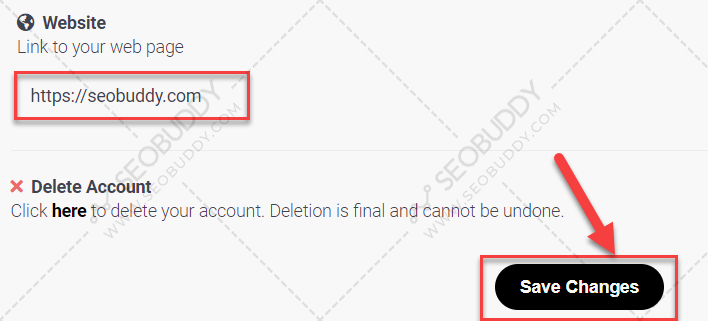 Website
Link to your web page
https://seobuddy.com
Delete Account
Click here to delete your account. Deletion is final and cannot be undone.
Save Changes
SEOBUDDY
WWW.SEOBUDDY.COM
SEOBUDDY
WWW.SEOBUDDY.COM